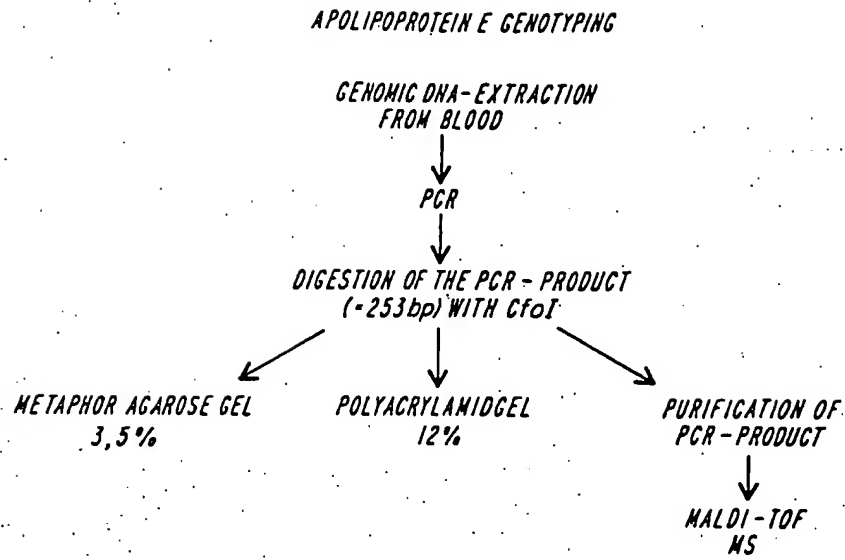 APOLIPOPROTEIN E GENOTYPING
GENOMIC DNA-EXTRACTION
FROM BLOOD
PCR
DIGESTION OF THE PCR-PRODUCT
(=253bp) WITH CfoI
METAPHOR AGAROSE GEL
3,5%
POLYACRYLAMIDGEL
12%
PURIFICATION OF
PCR-PRODUCT
MALDI-TOF
MS